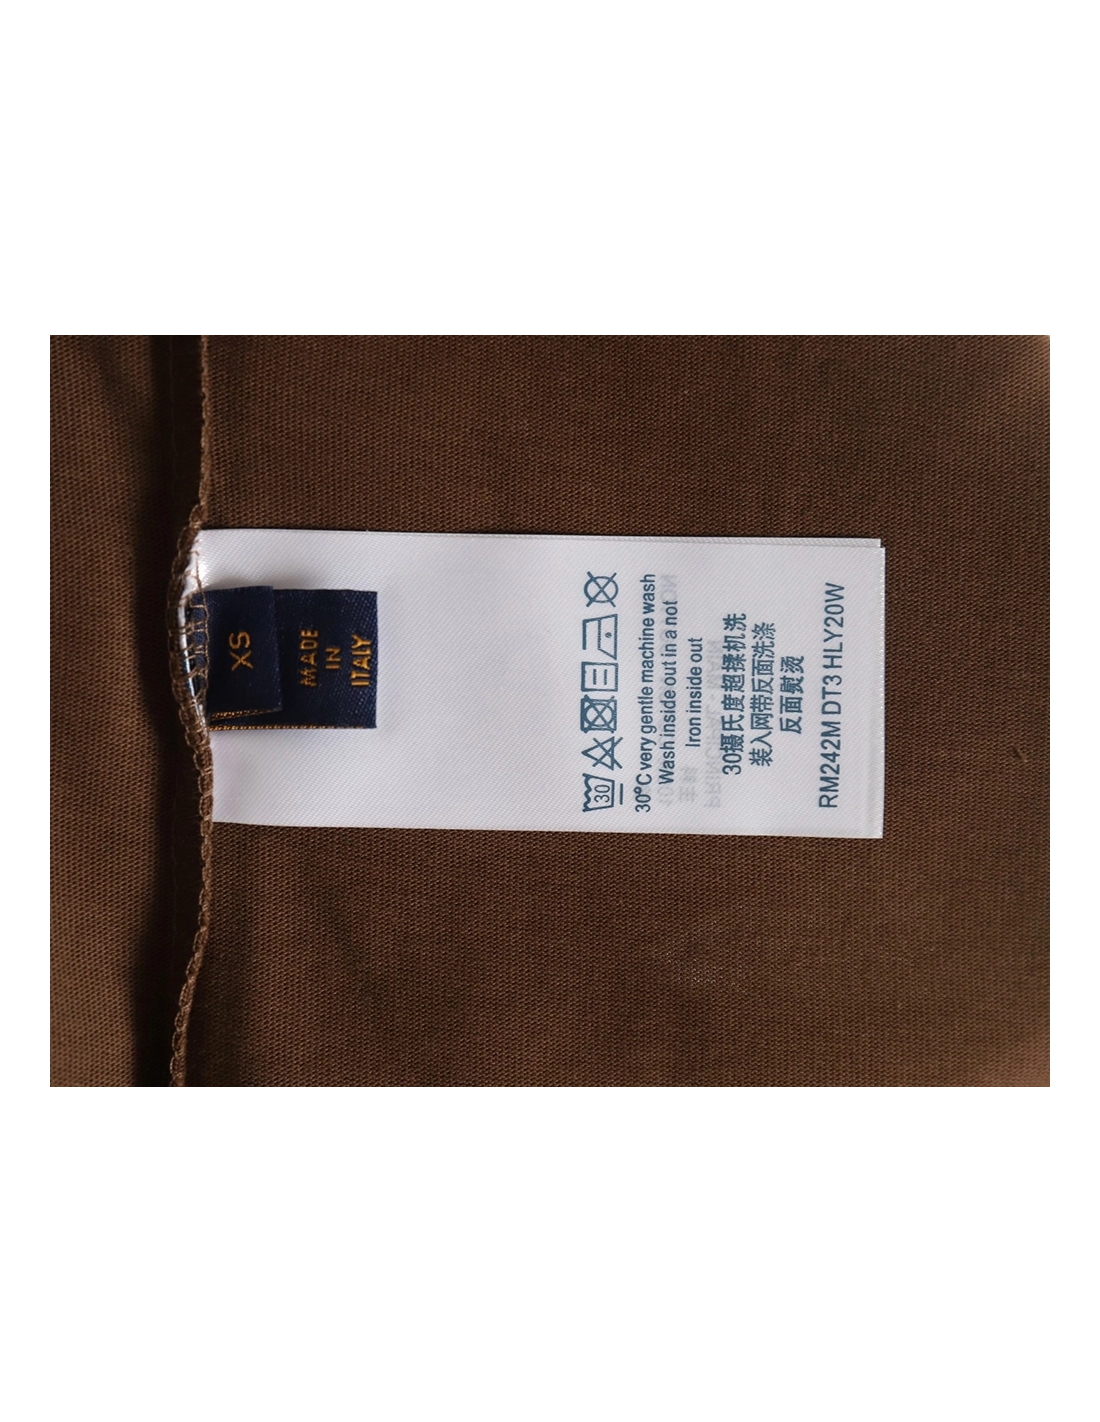 XS
MADE
IN
ITALY
30
30°C very gentle machine wash
Wash inside out in a not
Iron inside out
30摄氏度超揉机洗
装入网带反面洗涤
反面熨烫
RM242M DT3 HLY20W